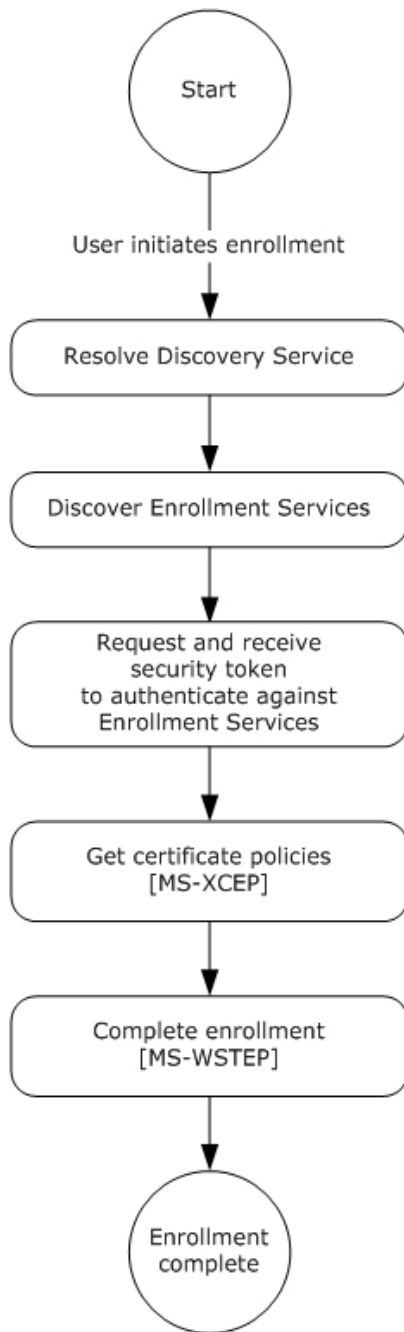 Start
User initiates enrollment
Resolve Discovery Service
Discover Enrollment Services
Request and receive
security token
to authenticate against
Enrollment Services
Get certificate policies
[MS-XCEP]
Complete enrollment
[MS-WSTEP]
Enrollment
complete